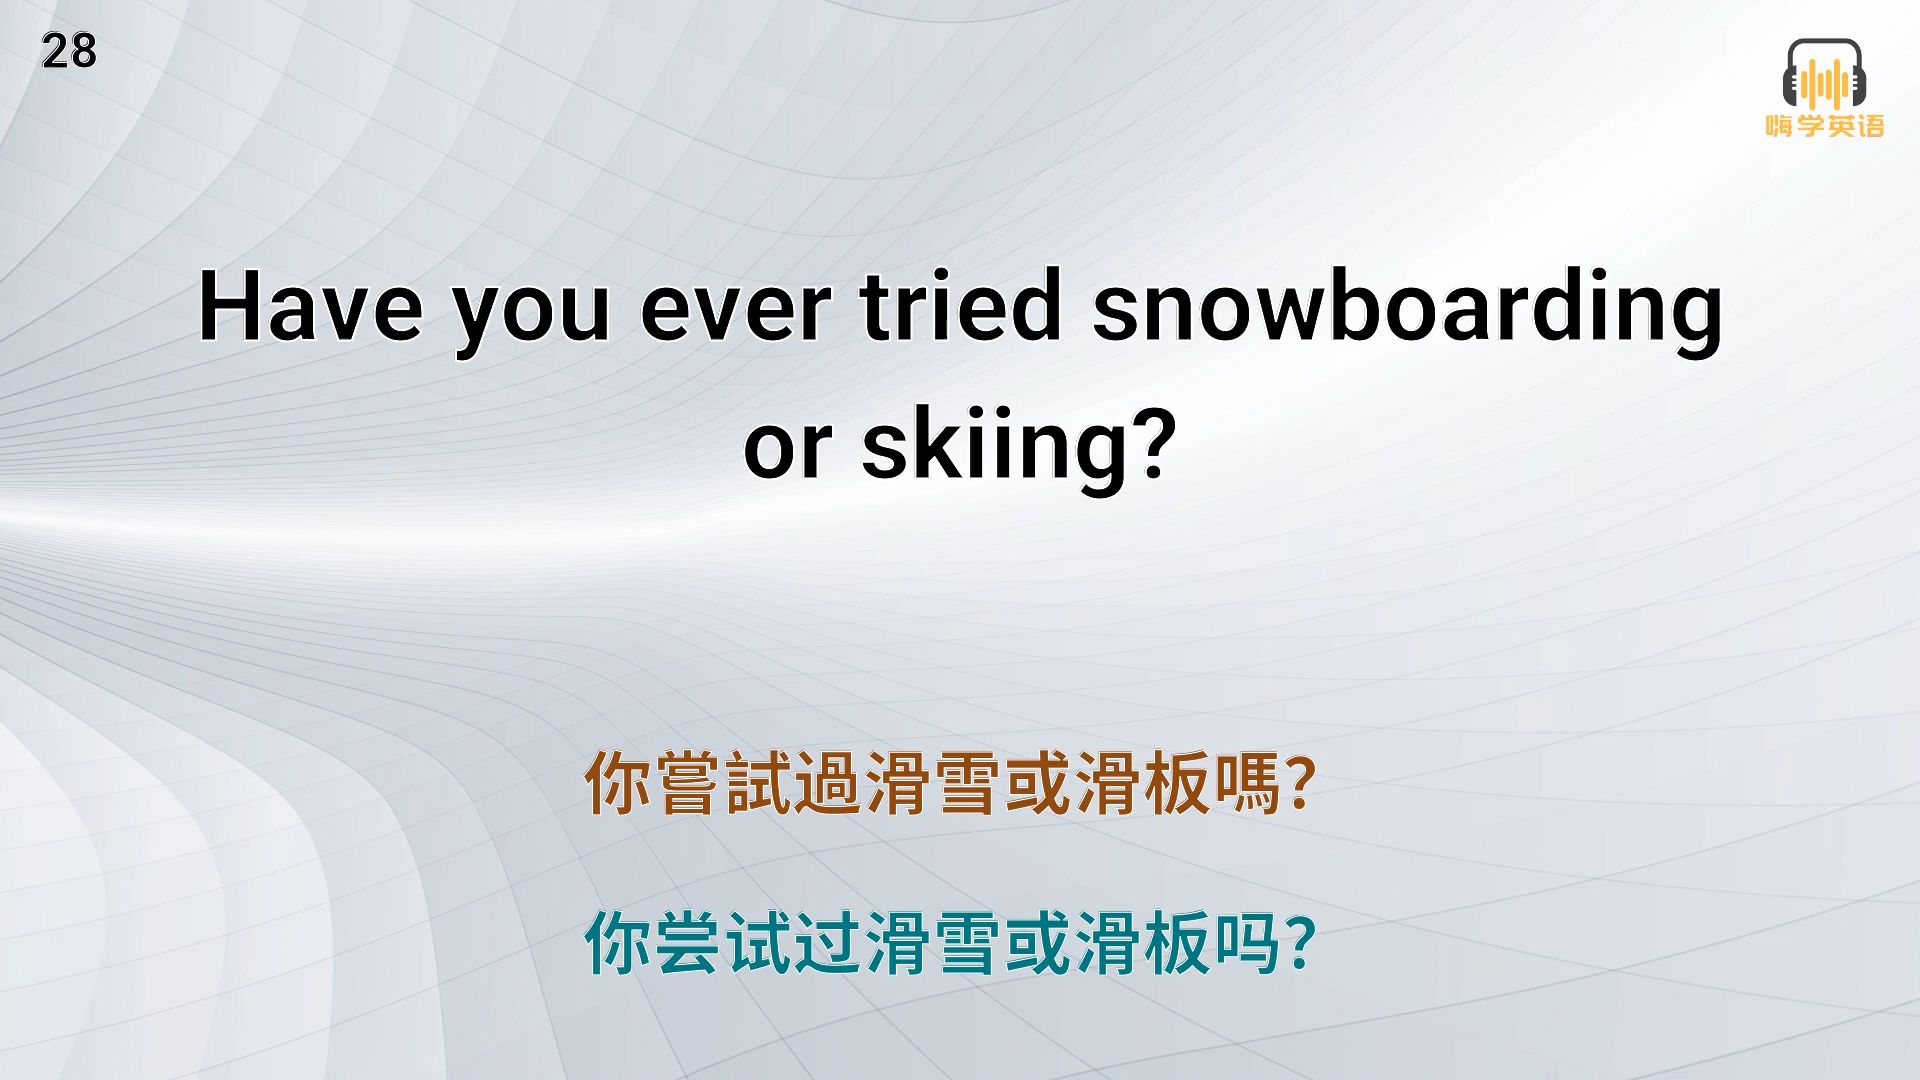 28
嗨学英语
Have you ever tried snowboarding
or skiing?
你嘗試過滑雪或滑板嗎?
你尝试过滑雪或滑板吗?